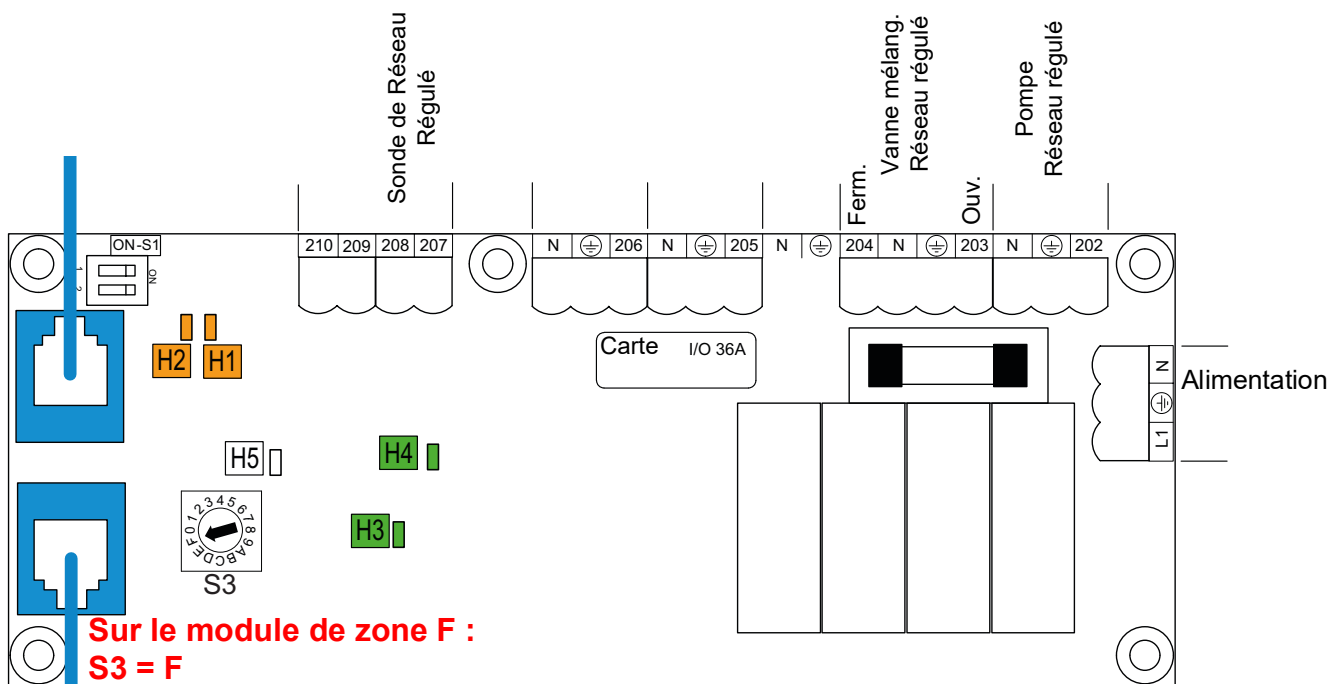 Sonde de Réseau
Régulé
Ferm.
Vanne mélang.
Réseau régulé
Ouv.
Pompe
Réseau régulé
ON-S1
1
2
ON
210 209 208 207
N 206 N 205 N 204 N 203 N 202
H2 H1
Carte I/O 36A
N
L1
Alimentation
H5
H4
H3
0123456789ABCDEF
S3
Sur le module de zone F :
S3 = F